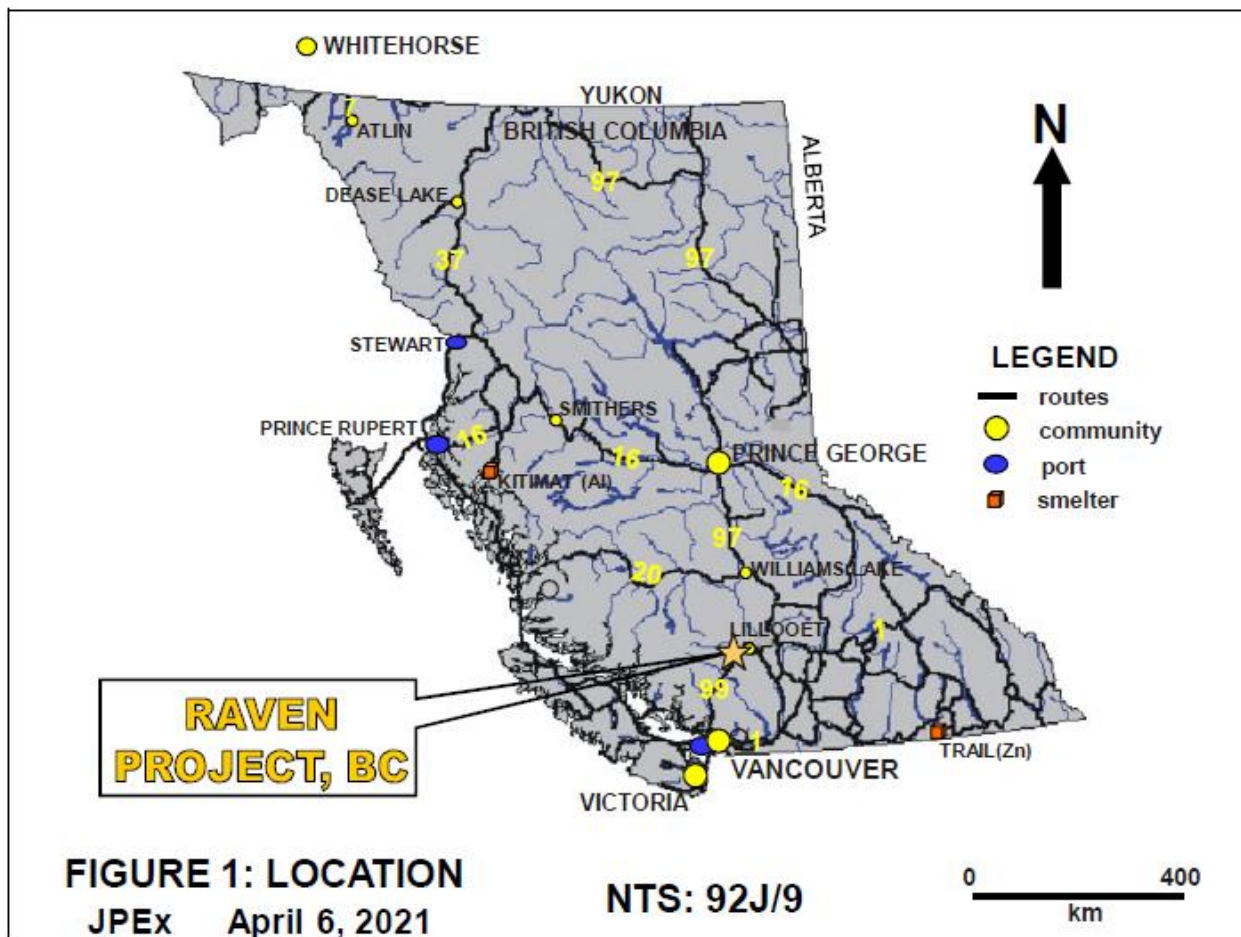 WHITEHORSE
YUKON
7
ATLIN
BRITISH COLUMBIA
ALBERTA
N
97
DEASE LAKE
37
97
STEWART
LEGEND
routes
community
port
smelter
SMITHERS
PRINCE RUPERT
16
16
PRINCE GEORGE
KITIMAT (Al)
16
97
20
WILLIAMS LAKE
LILLOOET
1
99
RAVEN
PROJECT, BC
1
TRAIL(Zn)
VANCOUVER
VICTORIA
FIGURE 1: LOCATION
JPEx April 6, 2021
NTS: 92J/9
0 400
km